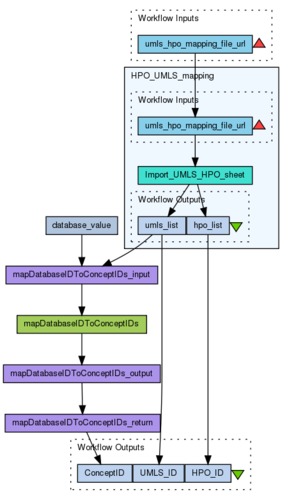 Workflow Inputs
umls_hpo_mapping_file_url
HPO_UMLS_mapping
Workflow Inputs
umls_hpo_mapping_file_url
Import_UMLS_HPO_sheet
Workflow Outputs
database_value
umls_list
hpo_list
mapDatabaseIDToConceptIDs_input
mapDatabaseIDToConceptIDs
mapDatabaseIDToConceptIDs_output
mapDatabaseIDToConceptIDs_return
Workflow Outputs
ConceptID
UMLS_ID
HPO_ID